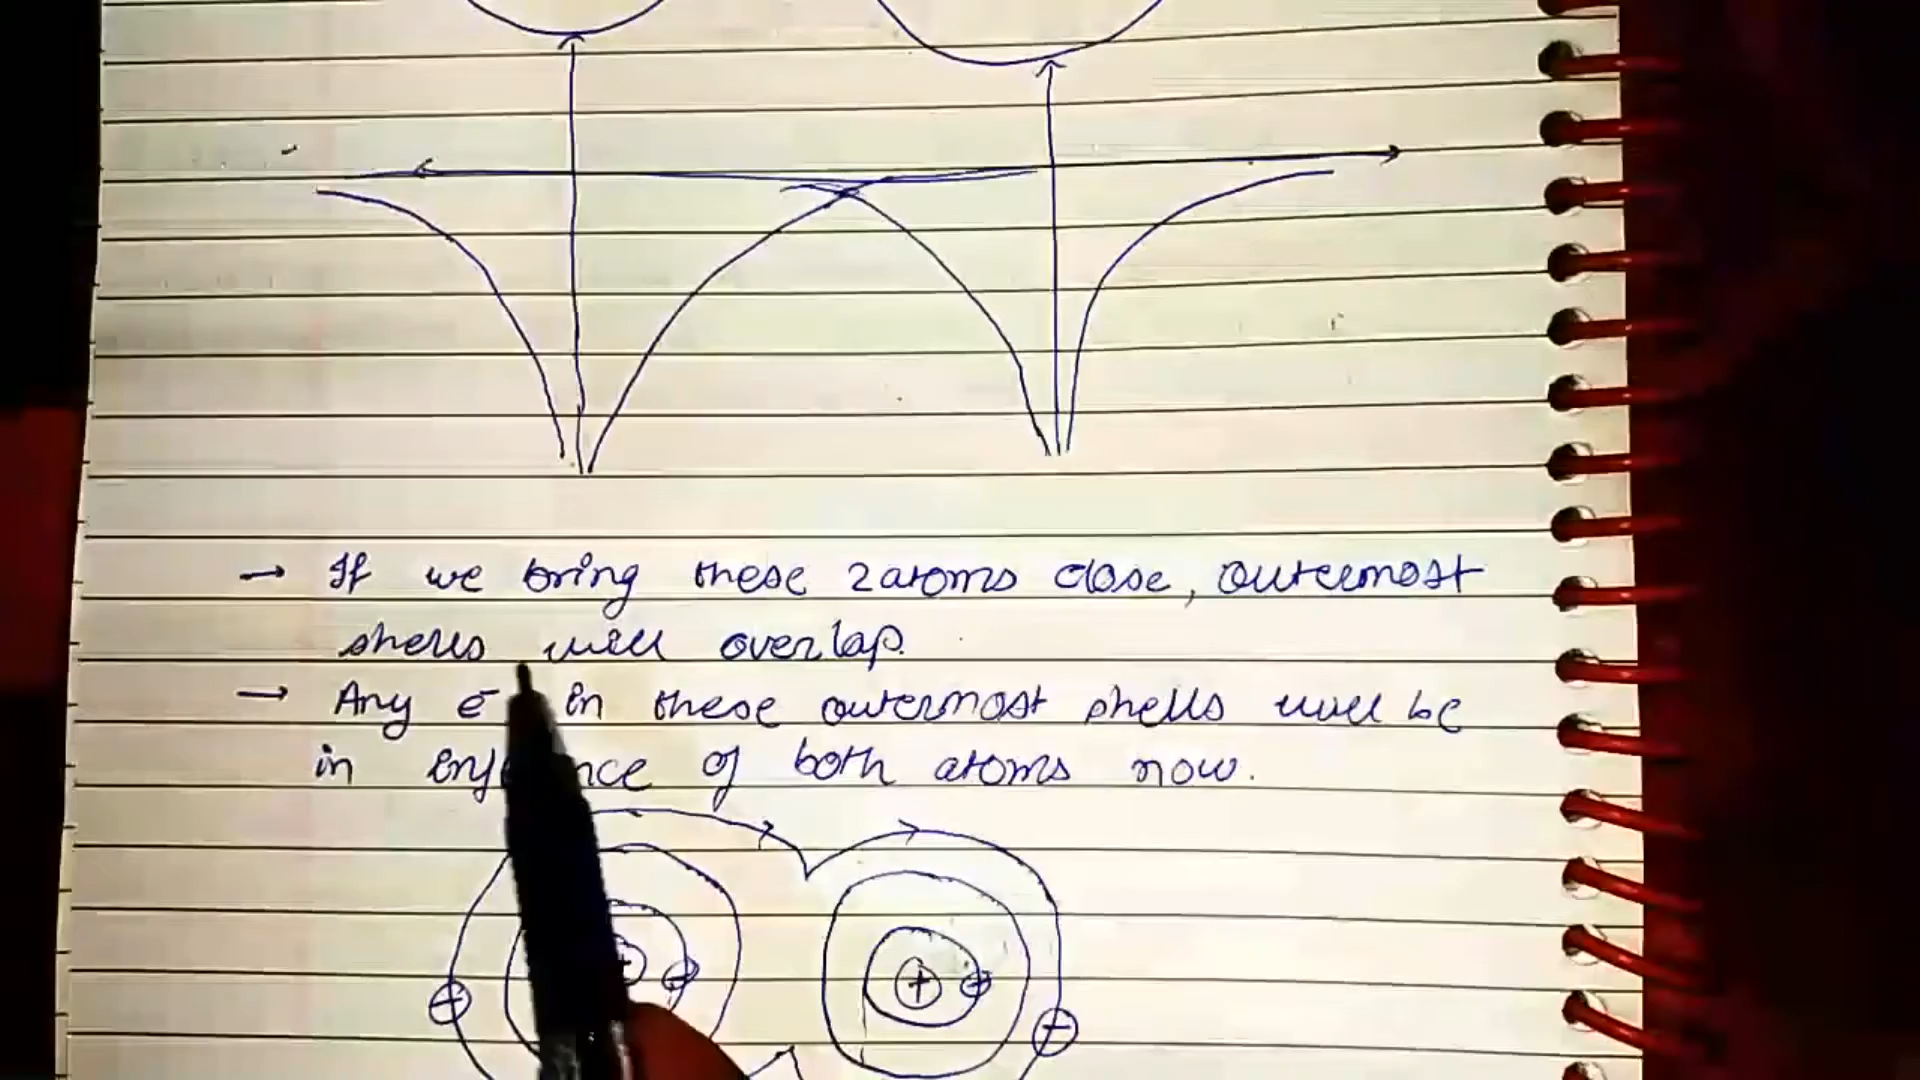 → If we bring these 2 atoms close, outermost
shells will overlap.
→ Any e⁻ in these outermost shells will be
in of both atoms now.
+
-
-
+
-
-